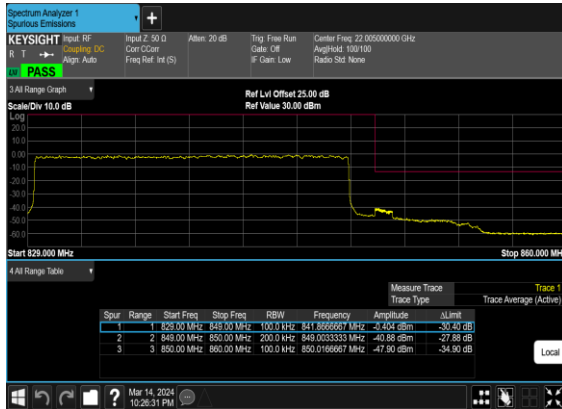 Spectrum Analyzer 1
Spurious Emissions
+
KEYSIGHT Input: RF Input Z: 50 Ω Atten: 20 dB Trig: Free Run Center Freq: 22.005000000 GHz
R T Coupling: DC Corr CCorr Gate: Off Avg|Hold: 100/100
Align: Auto Freq Ref: Int (S) IF Gain: Low Radio Std: None
LV PASS
3 All Range Graph
Ref Lvl Offset 25.00 dB
Scale/Div 10.0 dB Ref Value 30.00 dBm
Log
20.0
10.0
0.00
-10.0
-20.0
-30.0
-40.0
-50.0
-60.0
Start 829.000 MHz Stop 860.000 MHz
4 All Range Table
Measure Trace Trace 1
Trace Type Trace Average (Active)
Spur Range Start Freq Stop Freq RBW Frequency Amplitude ΔLimit
1 1 829.00 MHz 849.00 MHz 100.0 kHz 841.8666667 MHz -0.404 dBm -30.40 dB
2 2 849.00 MHz 850.00 MHz 200.0 kHz 849.0033333 MHz -40.88 dBm -27.88 dB
3 3 850.00 MHz 860.00 MHz 100.0 kHz 850.0166667 MHz -47.90 dBm -34.90 dB
Local
? Mar 14, 2024
10:26:31 PM